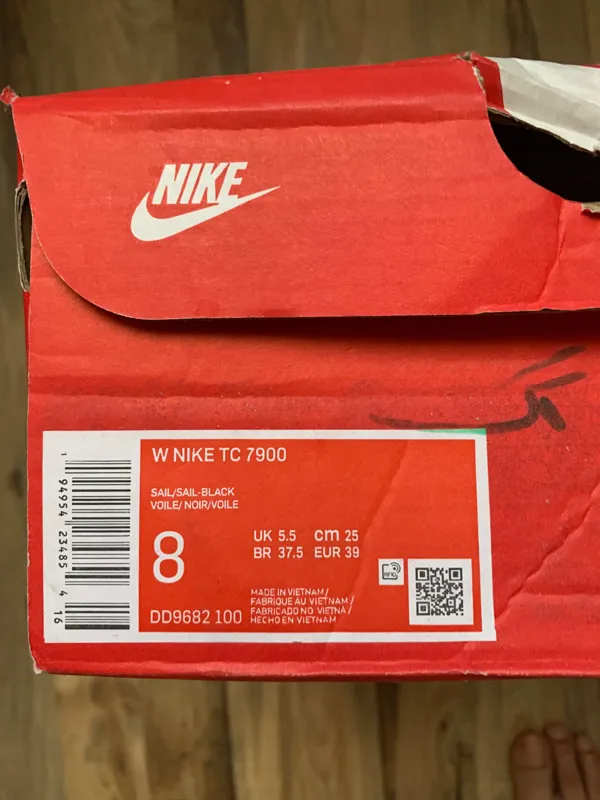 NIKE
W NIKE TC 7900
SAIL/SAIL-BLACK
VOILE/ NOIR/VOILE
8
UK 5.5 cm 25
BR 37.5 EUR 39
MADE IN VIETNAM /
FABRIQUÉ AU VIETNAM /
FABRICADO NO VIETNÃ /
HECHO EN VIETNAM
DD9682 100
RFID
1 94954 23485 4 16